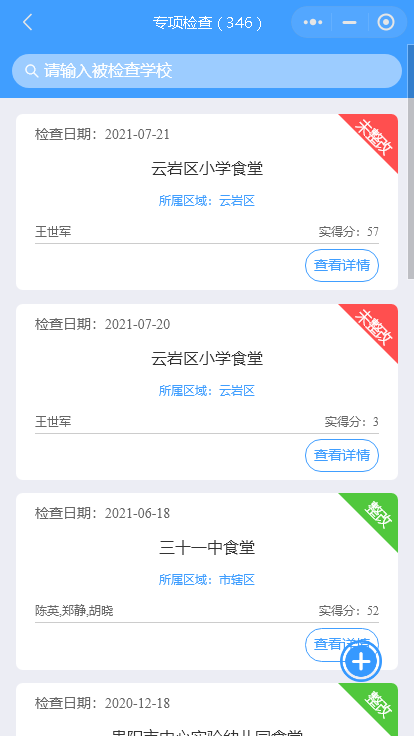 专项检查 ( 346 )
请输入被检查学校
检查日期：2021-07-21
未整改
云岩区小学食堂
所属区域：云岩区
王世军 实得分：57
查看详情
检查日期：2021-07-20
未整改
云岩区小学食堂
所属区域：云岩区
王世军 实得分：3
查看详情
检查日期：2021-06-18
整改
三十一中食堂
所属区域：市辖区
陈英,郑静,胡晓 实得分：52
查看详情
检查日期：2020-12-18
整改
贵阳市中心实验幼儿园食堂